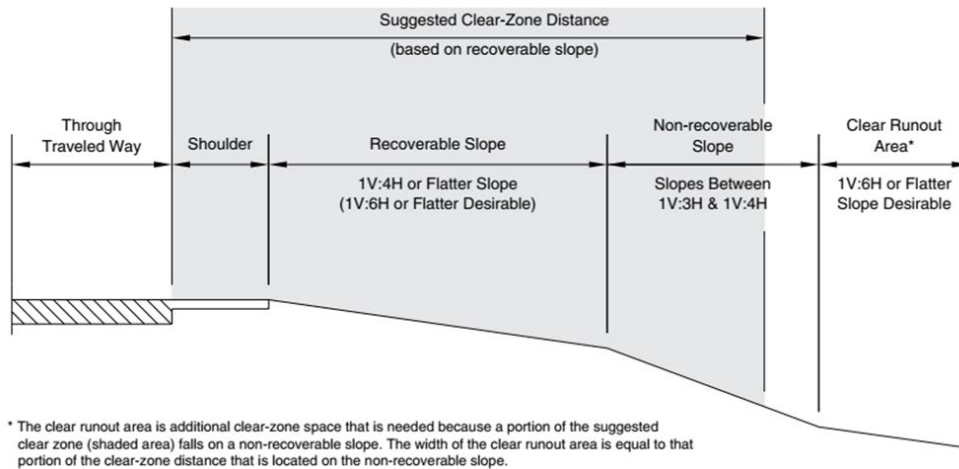 Suggested Clear-Zone Distance
(based on recoverable slope)
Through
Traveled Way
Shoulder
Recoverable Slope
Non-recoverable
Slope
Clear Runout
Area*
1V:4H or Flatter Slope
(1V:6H or Flatter Desirable)
Slopes Between
1V:3H & 1V:4H
1V:6H or Flatter
Slope Desirable
* The clear runout area is additional clear-zone space that is needed because a portion of the suggested
clear zone (shaded area) falls on a non-recoverable slope. The width of the clear runout area is equal to that
portion of the clear-zone distance that is located on the non-recoverable slope.